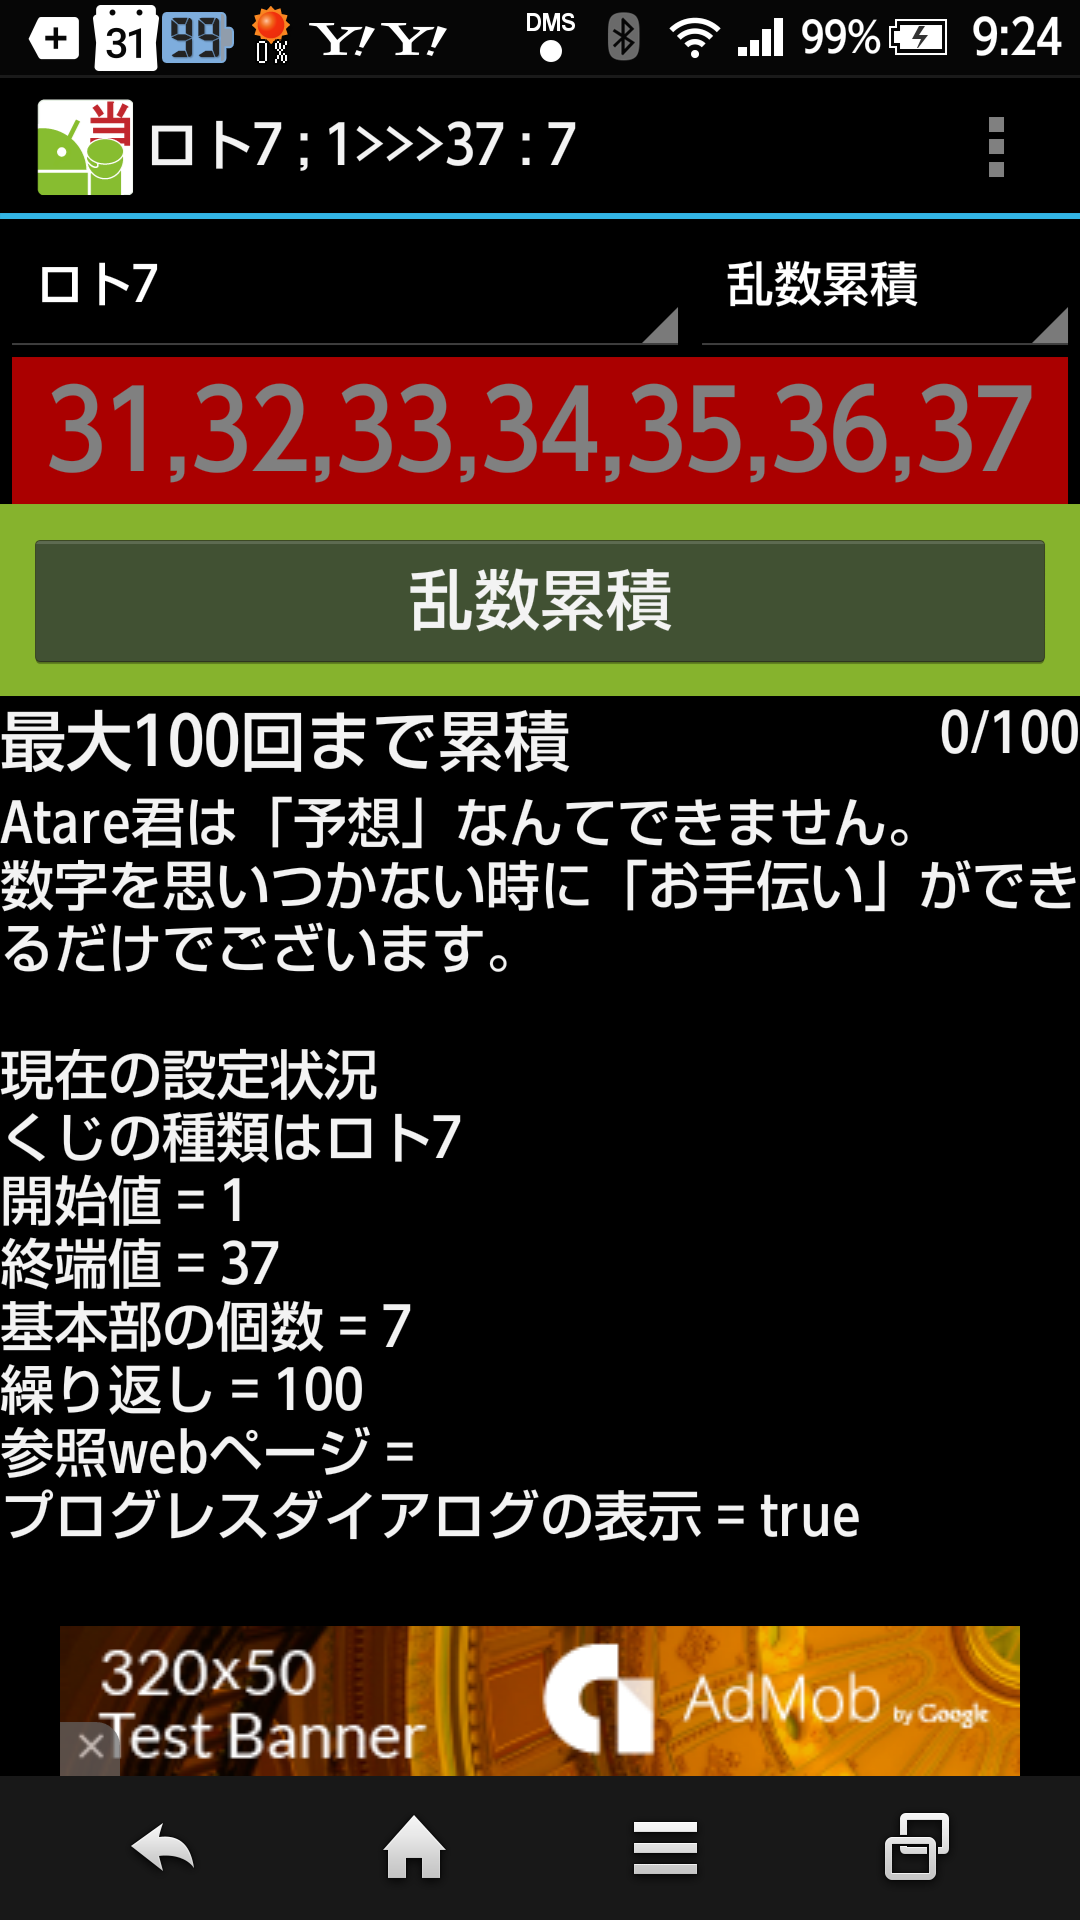 31
99
0%
Y! Y!
DMS
99%
9:24
当
ロト7 ; 1>>>37 : 7
ロト7
乱数累積
31,32,33,34,35,36,37
乱数累積
最大100回まで累積
0/100
Atare君は「予想」なんてできません。
数字を思いつかない時に「お手伝い」ができ
るだけでございます。
現在の設定状況
くじの種類はロト7
開始値 = 1
終端値 = 37
基本部の個数 = 7
繰り返し = 100
参照webページ =
プログレスダイアログの表示 = true
320x50
Test Banner
AdMob by Google